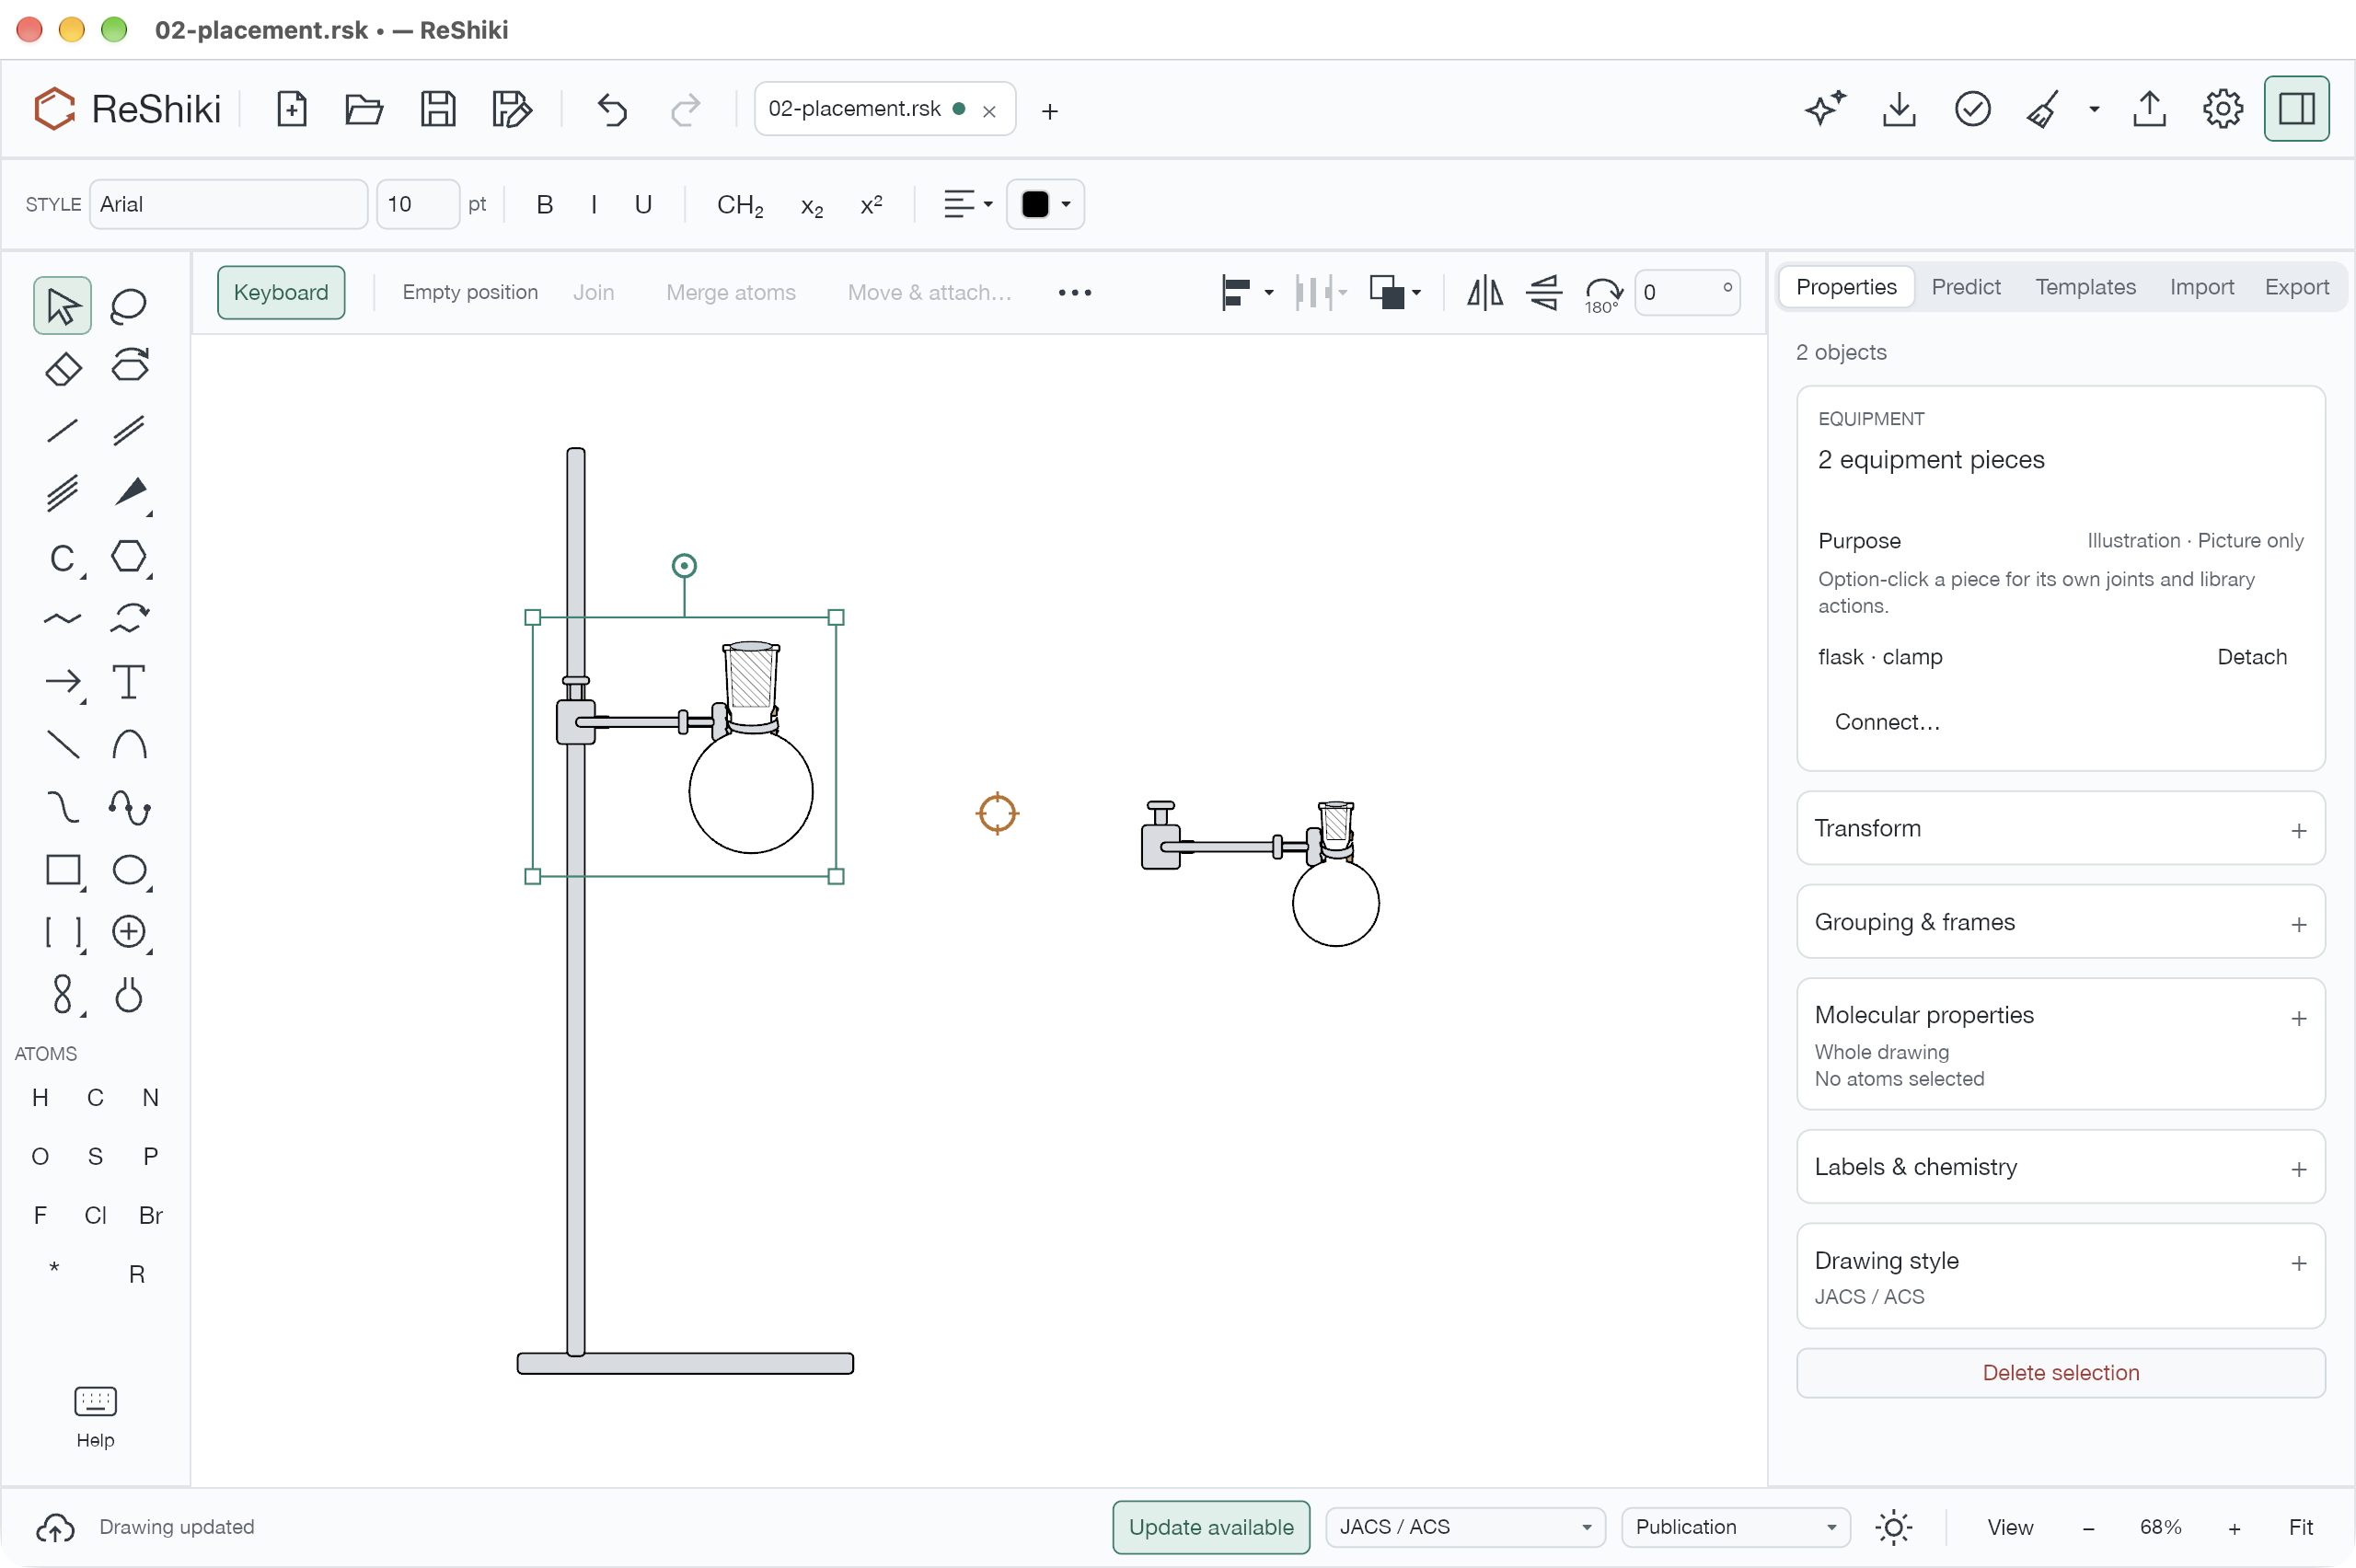 02-placement.rsk • — ReShiki
ReShiki
02-placement.rsk
STYLE Arial 10 pt B I U CH₂ x₂ x²
Keyboard Empty position Join Merge atoms Move & attach... 180° 0 °
Properties Predict Templates Import Export
2 objects
EQUIPMENT
2 equipment pieces
Purpose Illustration · Picture only
Option-click a piece for its own joints and library
actions.
flask · clamp Detach
Connect...
Transform
Grouping & frames
Molecular properties
Whole drawing
No atoms selected
Labels & chemistry
Drawing style
JACS / ACS
Delete selection
C
T
ATOMS
H C N
O S P
F Cl Br
* R
Help
Drawing updated Update available JACS / ACS Publication View – 68% + Fit